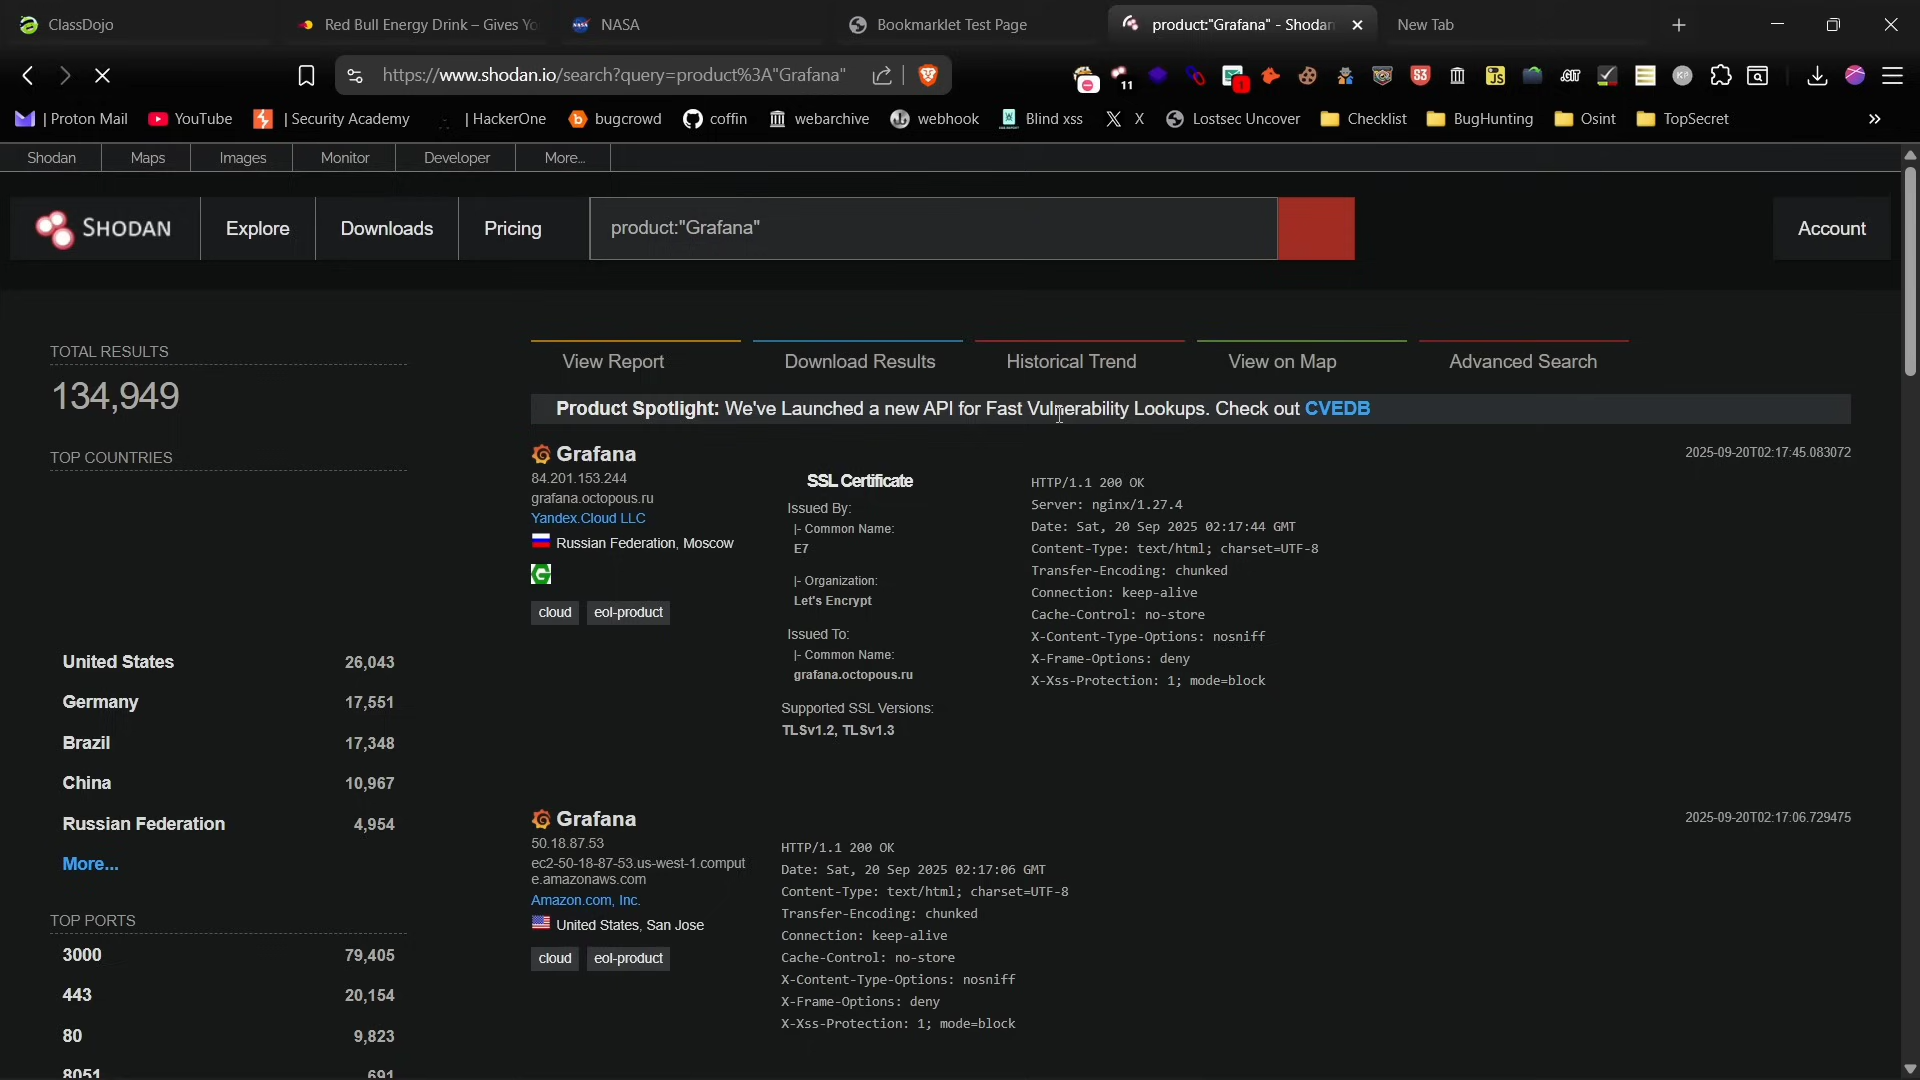 ClassDojo
Red Bull Energy Drink – Gives Yo
NASA
Bookmarklet Test Page
product:"Grafana" - Shodan
New Tab
https://www.shodan.io/search?query=product%3A"Grafana"
11
1
| Proton Mail
YouTube
| Security Academy
| HackerOne
bugcrowd
coffin
webarchive
webhook
Blind xss
X
Lostsec Uncover
Checklist
BugHunting
Osint
TopSecret
Shodan
Maps
Images
Monitor
Developer
More...
SHODAN
Explore
Downloads
Pricing
product:"Grafana"
Account
TOTAL RESULTS
134,949
TOP COUNTRIES
United States 26,043
Germany 17,551
Brazil 17,348
China 10,967
Russian Federation 4,954
More...
TOP PORTS
3000 79,405
443 20,154
80 9,823
8051 691
View Report
Download Results
Historical Trend
View on Map
Advanced Search
Product Spotlight: We've Launched a new API for Fast Vulnerability Lookups. Check out CVEDB
Grafana
2025-09-20T02:17:45.083072
84.201.153.244
grafana.octopous.ru
Yandex.Cloud LLC
Russian Federation, Moscow
cloud
eol-product
SSL Certificate
Issued By:
|- Common Name:
E7
|- Organization:
Let's Encrypt
Issued To:
|- Common Name:
grafana.octopous.ru
Supported SSL Versions:
TLSv1.2, TLSv1.3
HTTP/1.1 200 OK
Server: nginx/1.27.4
Date: Sat, 20 Sep 2025 02:17:44 GMT
Content-Type: text/html; charset=UTF-8
Transfer-Encoding: chunked
Connection: keep-alive
Cache-Control: no-store
X-Content-Type-Options: nosniff
X-Frame-Options: deny
X-Xss-Protection: 1; mode=block
Grafana
2025-09-20T02:17:06.729475
50.18.87.53
ec2-50-18-87-53.us-west-1.comput
e.amazonaws.com
Amazon.com, Inc.
United States, San Jose
cloud
eol-product
HTTP/1.1 200 OK
Date: Sat, 20 Sep 2025 02:17:06 GMT
Content-Type: text/html; charset=UTF-8
Transfer-Encoding: chunked
Connection: keep-alive
Cache-Control: no-store
X-Content-Type-Options: nosniff
X-Frame-Options: deny
X-Xss-Protection: 1; mode=block